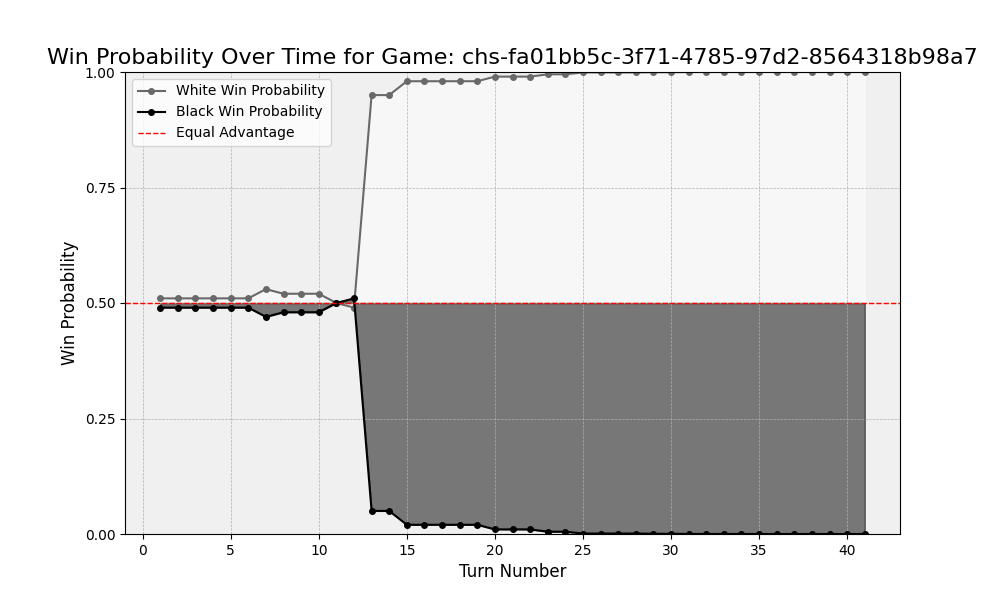 Win Probability Over Time for Game: chs-fa01bb5c-3f71-4785-97d2-8564318b98a7
White Win Probability
Black Win Probability
Equal Advantage
Win Probability
1.00
0.75
0.50
0.25
0.00
0 5 10 15 20 25 30 35 40
Turn Number